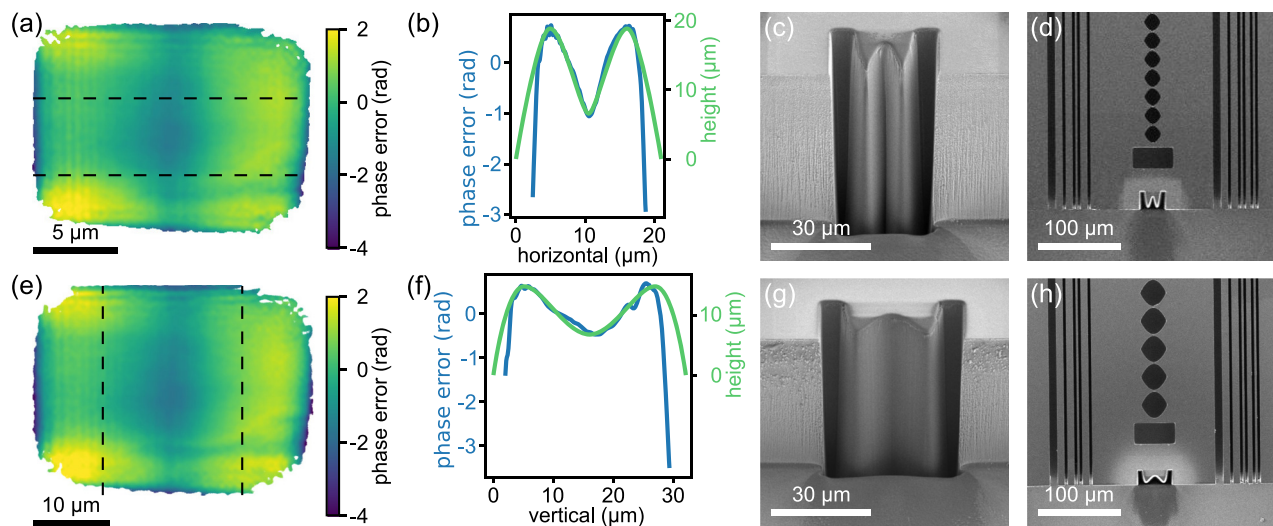 (a)
2
0
-2
-4
phase error (rad)
5 μm
(b)
0
-1
-2
-3
phase error (rad)
20
10
0
height (μm)
0
10
20
horizontal (μm)
(c)
30 μm
(d)
100 μm
(e)
2
0
-2
-4
phase error (rad)
10 μm
(f)
0
-1
-2
-3
phase error (rad)
10
0
height (μm)
0
10
20
30
vertical (μm)
(g)
30 μm
(h)
100 μm